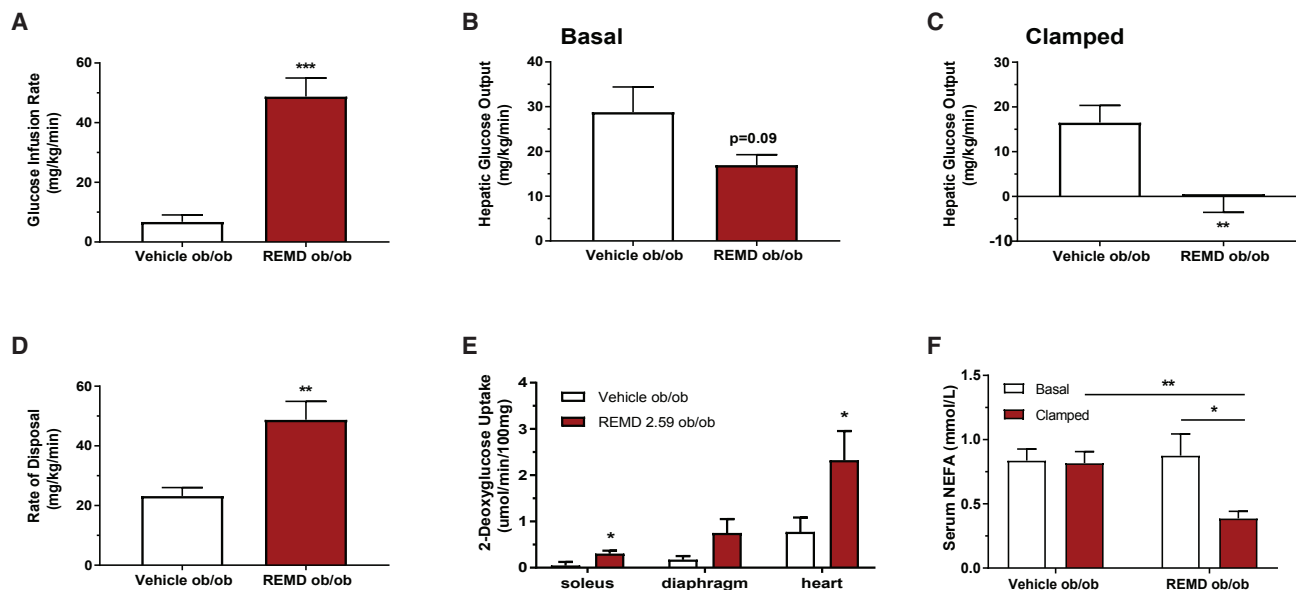 A
Glucose Infusion Rate
(mg/kg/min)
60
40
20
0
***
Vehicle ob/ob
REMD ob/ob
B
Basal
Hepatic Glucose Output
(mg/kg/min)
40
30
20
10
0
p=0.09
Vehicle ob/ob
REMD ob/ob
C
Clamped
Hepatic Glucose Output
(mg/kg/min)
30
20
10
0
-10
**
Vehicle ob/ob
REMD ob/ob
D
Rate of Disposal
(mg/kg/min)
60
40
20
0
**
Vehicle ob/ob
REMD ob/ob
E
2-Deoxyglucose Uptake
(umol/min/100mg)
4
3
2
1
0
Vehicle ob/ob
REMD 2.59 ob/ob
*
*
soleus
diaphragm
heart
F
Serum NEFA (mmol/L)
1.5
1.0
0.5
0.0
Basal
Clamped
**
*
Vehicle ob/ob
REMD ob/ob